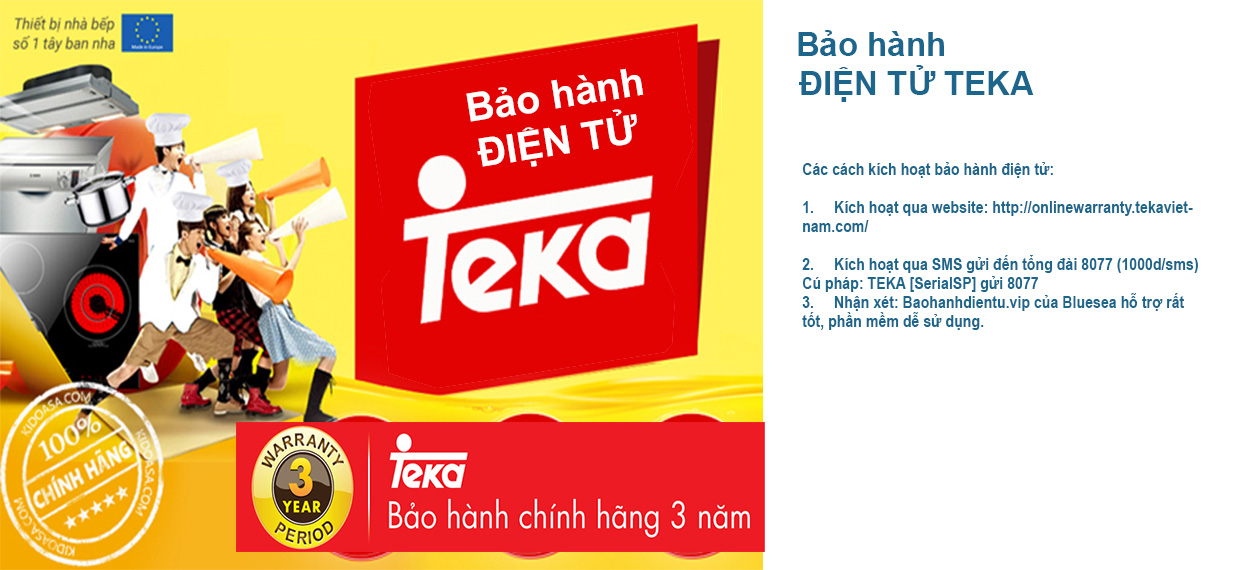 Thiết bị nhà bếp
số 1 tây ban nha
Made in Europe
Bảo hành
ĐIỆN TỬ
Teka
KIDOASA.COM
100%
CHÍNH HÃNG
KIDOASA.COM
KIDOASA.COM
WARRANTY
3
YEAR
PERIOD
Teka
Bảo hành chính hãng 3 năm
Bảo hành
ĐIỆN TỬ TEKA
Các cách kích hoạt bảo hành điện tử:
1. Kích hoạt qua website: http://onlinewarranty.tekaviet-
nam.com/
2. Kích hoạt qua SMS gửi đến tổng đài 8077 (1000d/sms)
Cú pháp: TEKA [SerialSP] gửi 8077
3. Nhận xét: Baohanhdientu.vip của Bluesea hỗ trợ rất
tốt, phần mềm dễ sử dụng.